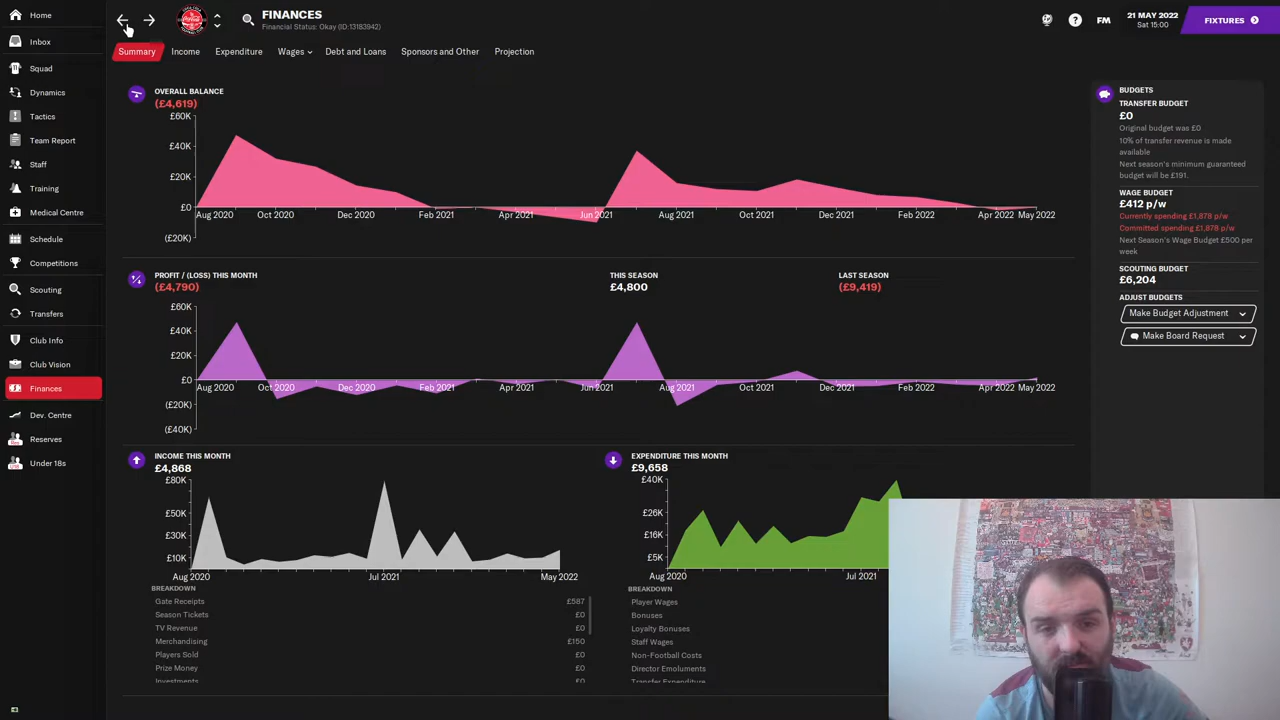 Home
Inbox
Squad
Dynamics
Tactics
Team Report
Staff
Training
Medical Centre
Schedule
Competitions
Scouting
Transfers
Club Info
Club Vision
Finances
Dev. Centre
Reserves
Under 18s
FINANCES
Financial Status: Okay (ID:13183942)
FM
21 MAY 2022
Sat 15:00
FIXTURES
Summary
Income
Expenditure
Wages
Debt and Loans
Sponsors and Other
Projection
OVERALL BALANCE
(£4,619)
£60K
£40K
£20K
£0
(£20K)
Aug 2020 Oct 2020 Dec 2020 Feb 2021 Apr 2021 Jun 2021 Aug 2021 Oct 2021 Dec 2021 Feb 2022 Apr 2022 May 2022
PROFIT / (LOSS) THIS MONTH
(£4,790)
THIS SEASON
£4,800
LAST SEASON
(£9,419)
£60K
£40K
£20K
£0
(£20K)
(£40K)
Aug 2020 Oct 2020 Dec 2020 Feb 2021 Apr 2021 Jun 2021 Aug 2021 Oct 2021 Dec 2021 Feb 2022 Apr 2022 May 2022
INCOME THIS MONTH
£4,868
£80K
£50K
£30K
£10K
Aug 2020 Jul 2021 May 2022
BREAKDOWN
Gate Receipts £587
Season Tickets £0
TV Revenue £0
Merchandising £150
Players Sold £0
Prize Money £0
Investments £0
EXPENDITURE THIS MONTH
£9,658
£40K
£26K
£16K
£5K
Aug 2020 Jul 2021
BREAKDOWN
Player Wages
Bonuses
Loyalty Bonuses
Staff Wages
Non-Football Costs
Director Emoluments
Transfer Expenditure
BUDGETS
TRANSFER BUDGET
£0
Original budget was £0
10% of transfer revenue is made
available
Next season's minimum guaranteed
budget will be £191.
WAGE BUDGET
£412 p/w
Currently spending £1,878 p/w
Committed spending £1,878 p/w
Next Season's Wage Budget £500 per
week
SCOUTING BUDGET
£6,204
ADJUST BUDGETS
Make Budget Adjustment
Make Board Request